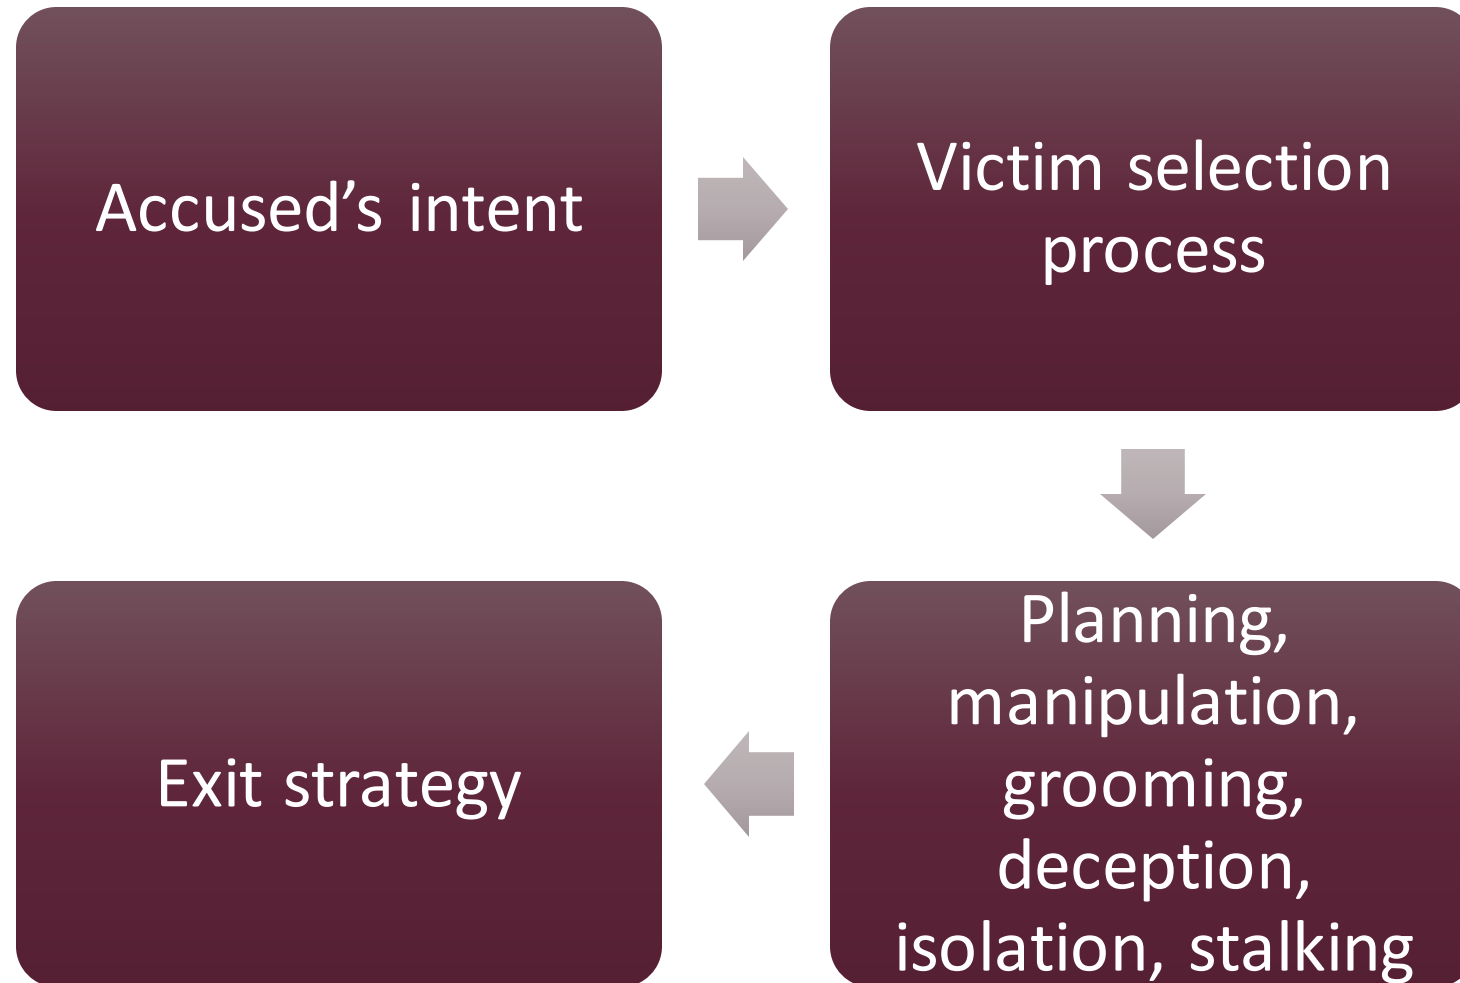 Accused’s intent
Victim selection
process
Planning,
manipulation,
grooming,
deception,
isolation, stalking
Exit strategy